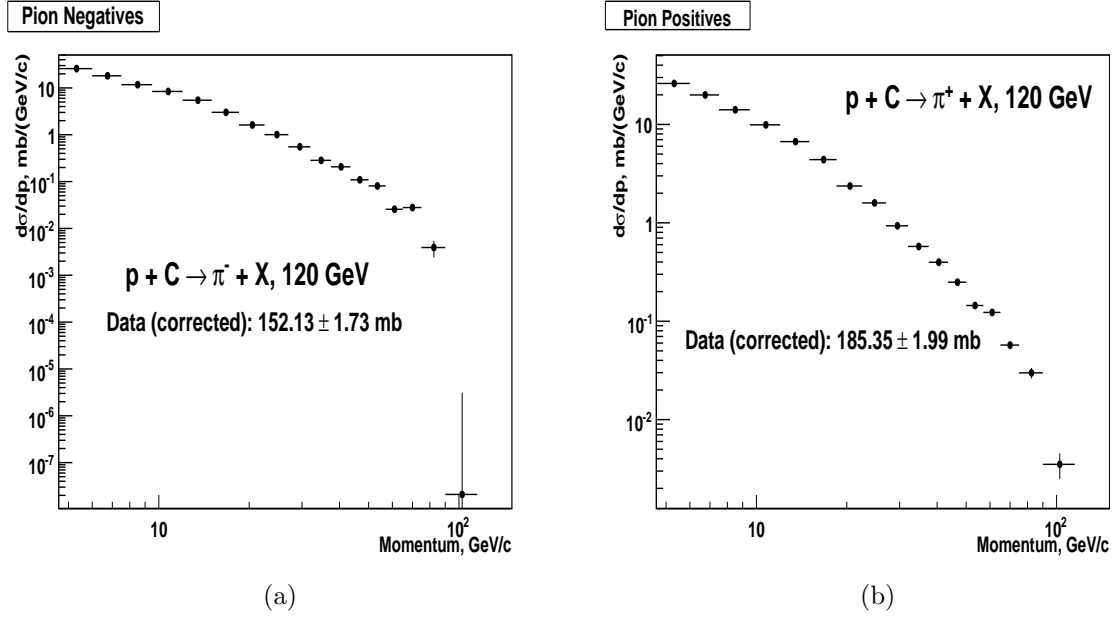 Pion Negatives
dσ/dp, mb/(GeV/c)
10
1
10⁻¹
10⁻²
10⁻³
10⁻⁴
10⁻⁵
10⁻⁶
10⁻⁷
p + C → π⁻ + X, 120 GeV
Data (corrected): 152.13 ± 1.73 mb
10
10²
Momentum, GeV/c
(a)
Pion Positives
dσ/dp, mb/(GeV/c)
10
1
10⁻¹
10⁻²
p + C → π⁺ + X, 120 GeV
Data (corrected): 185.35 ± 1.99 mb
10
10²
Momentum, GeV/c
(b)